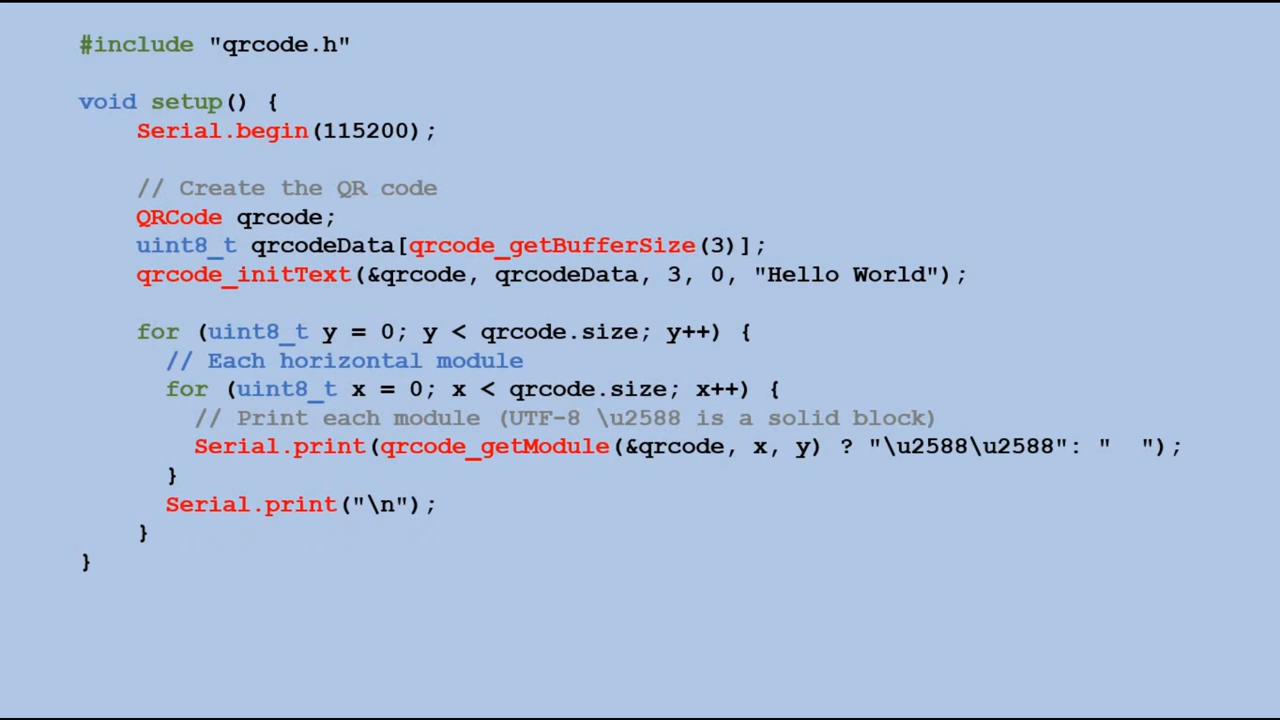 #include "qrcode.h"
void setup() {
Serial.begin(115200);
// Create the QR code
QRCode qrcode;
uint8_t qrcodeData[qrcode_getBufferSize(3)];
qrcode_initText(&qrcode, qrcodeData, 3, 0, "Hello World");
for (uint8_t y = 0; y < qrcode.size; y++) {
// Each horizontal module
for (uint8_t x = 0; x < qrcode.size; x++) {
// Print each module (UTF-8 \u2588 is a solid block)
Serial.print(qrcode_getModule(&qrcode, x, y) ? "\u2588\u2588": "  ");
}
Serial.print("\n");
}
}